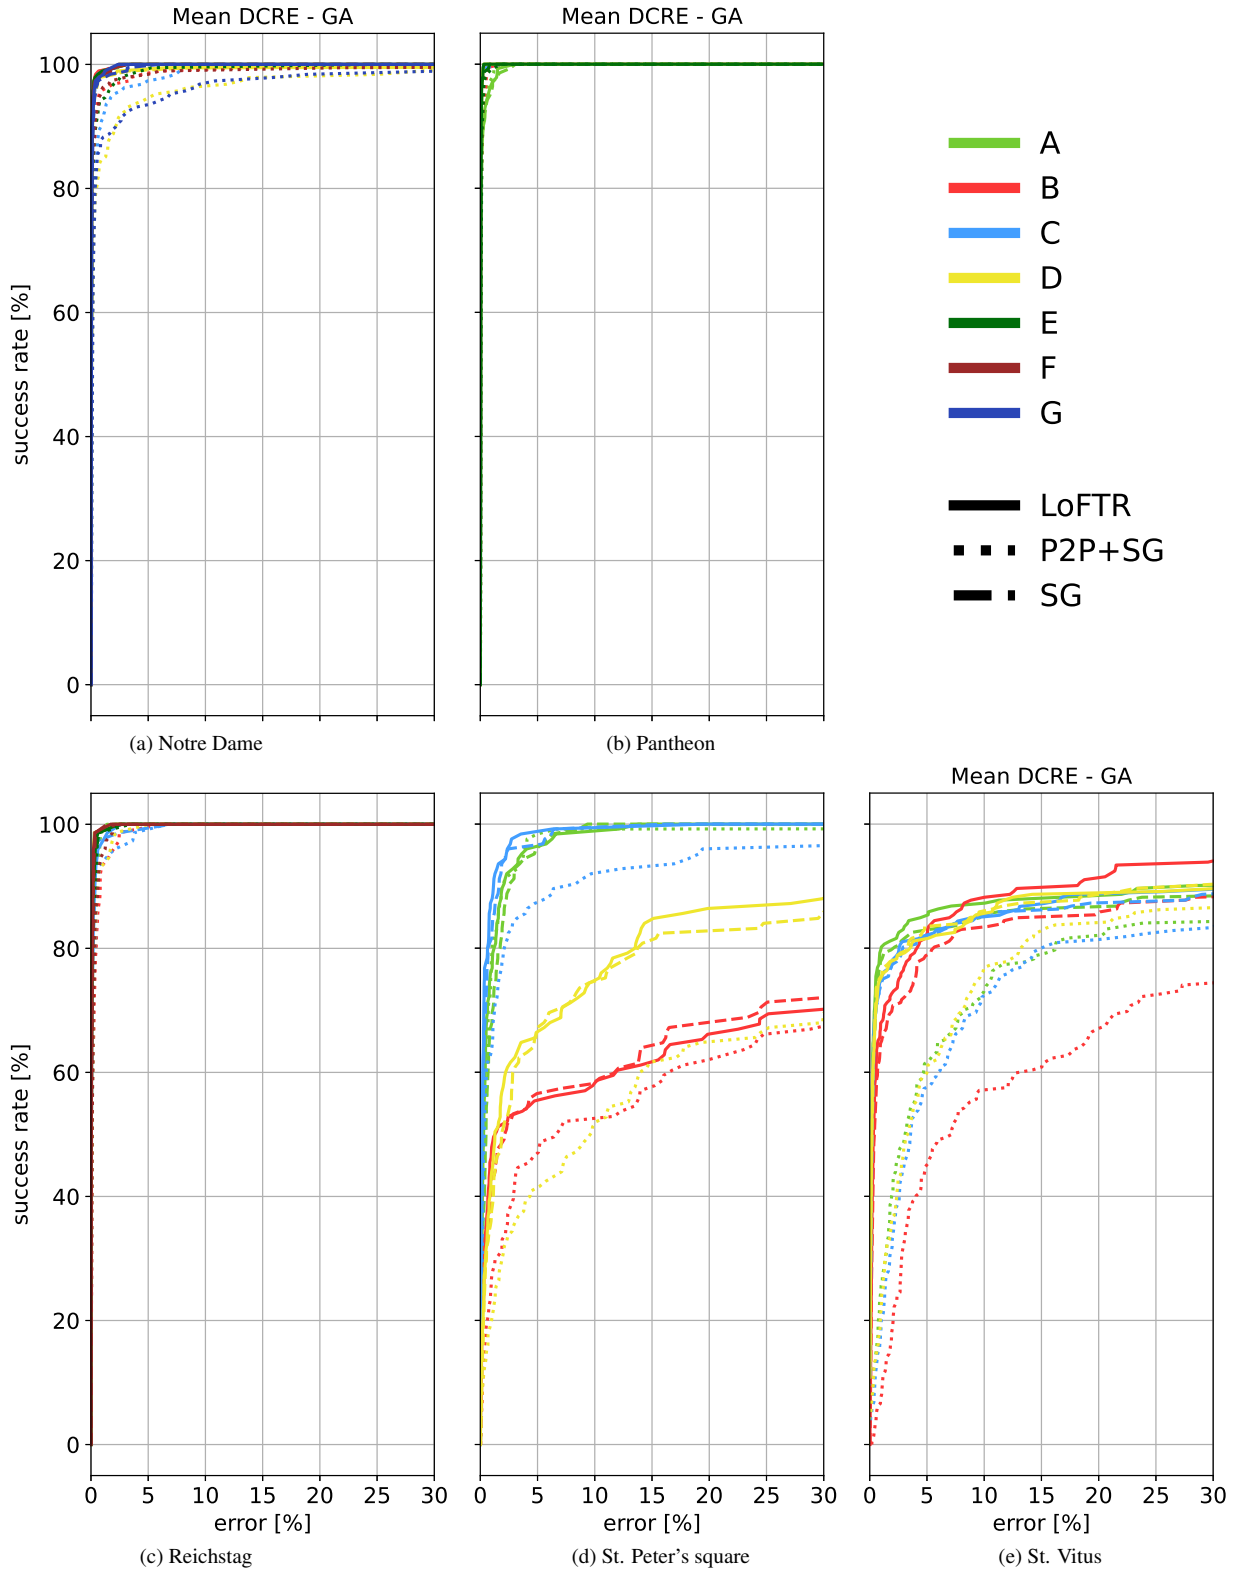 Mean DCRE - GA
Mean DCRE - GA
100
80
60
40
20
0
success rate [%]
A
B
C
D
E
F
G
LoFTR
P2P+SG
SG
(a) Notre Dame
(b) Pantheon
Mean DCRE - GA
100
80
60
40
20
0
success rate [%]
0 5 10 15 20 25 30
0 5 10 15 20 25 30
0 5 10 15 20 25 30
error [%]
error [%]
error [%]
(c) Reichstag
(d) St. Peter's square
(e) St. Vitus